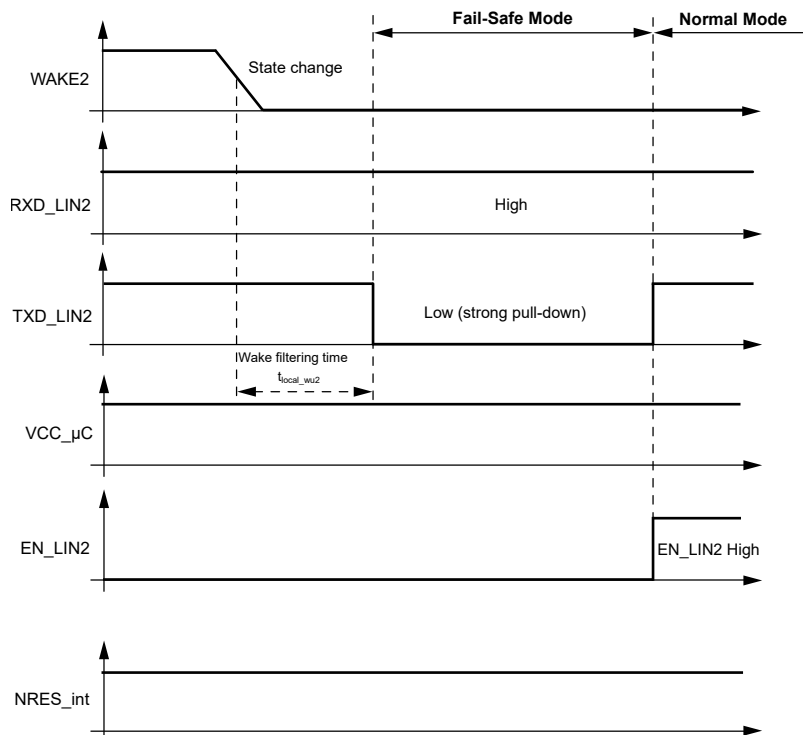 Fail-Safe Mode
Normal Mode
WAKE2
State change
RXD_LIN2
High
TXD_LIN2
Low (strong pull-down)
Wake filtering time
tlocal_wu2
VCC_µC
EN_LIN2
EN_LIN2 High
NRES_int